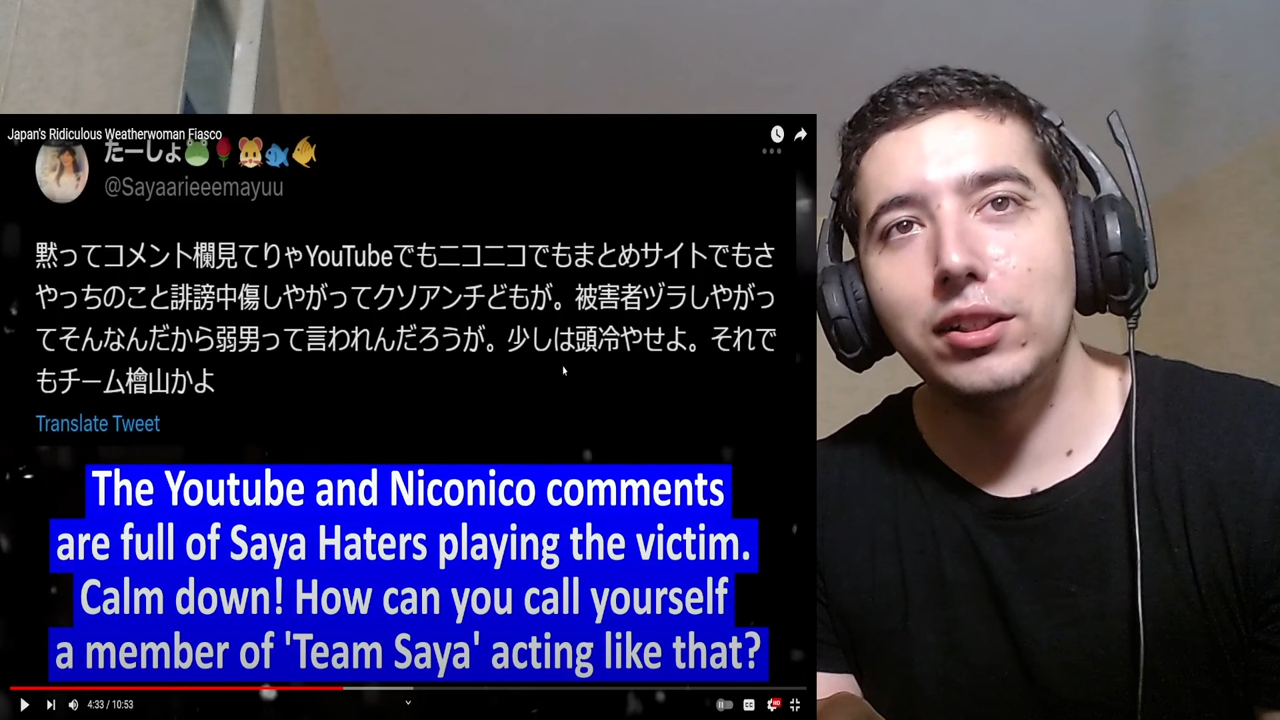 Japan's Ridiculous Weatherwoman Fiasco
たーしょ🐸🌹🐹🐟🐠
@Sayaarieeemayuu
黙ってコメント欄見てりゃYouTubeでもニコニコでもまとめサイトでもさ
やっちのこと誹謗中傷しやがってクソアンチどもが。被害者ヅラしやがっ
てそんなんだから弱男って言われんだろうが。少しは頭冷やせよ。それで
もチーム檜山かよ
Translate Tweet
The Youtube and Niconico comments
are full of Saya Haters playing the victim.
Calm down! How can you call yourself
a member of 'Team Saya' acting like that?
4:33 / 10:53